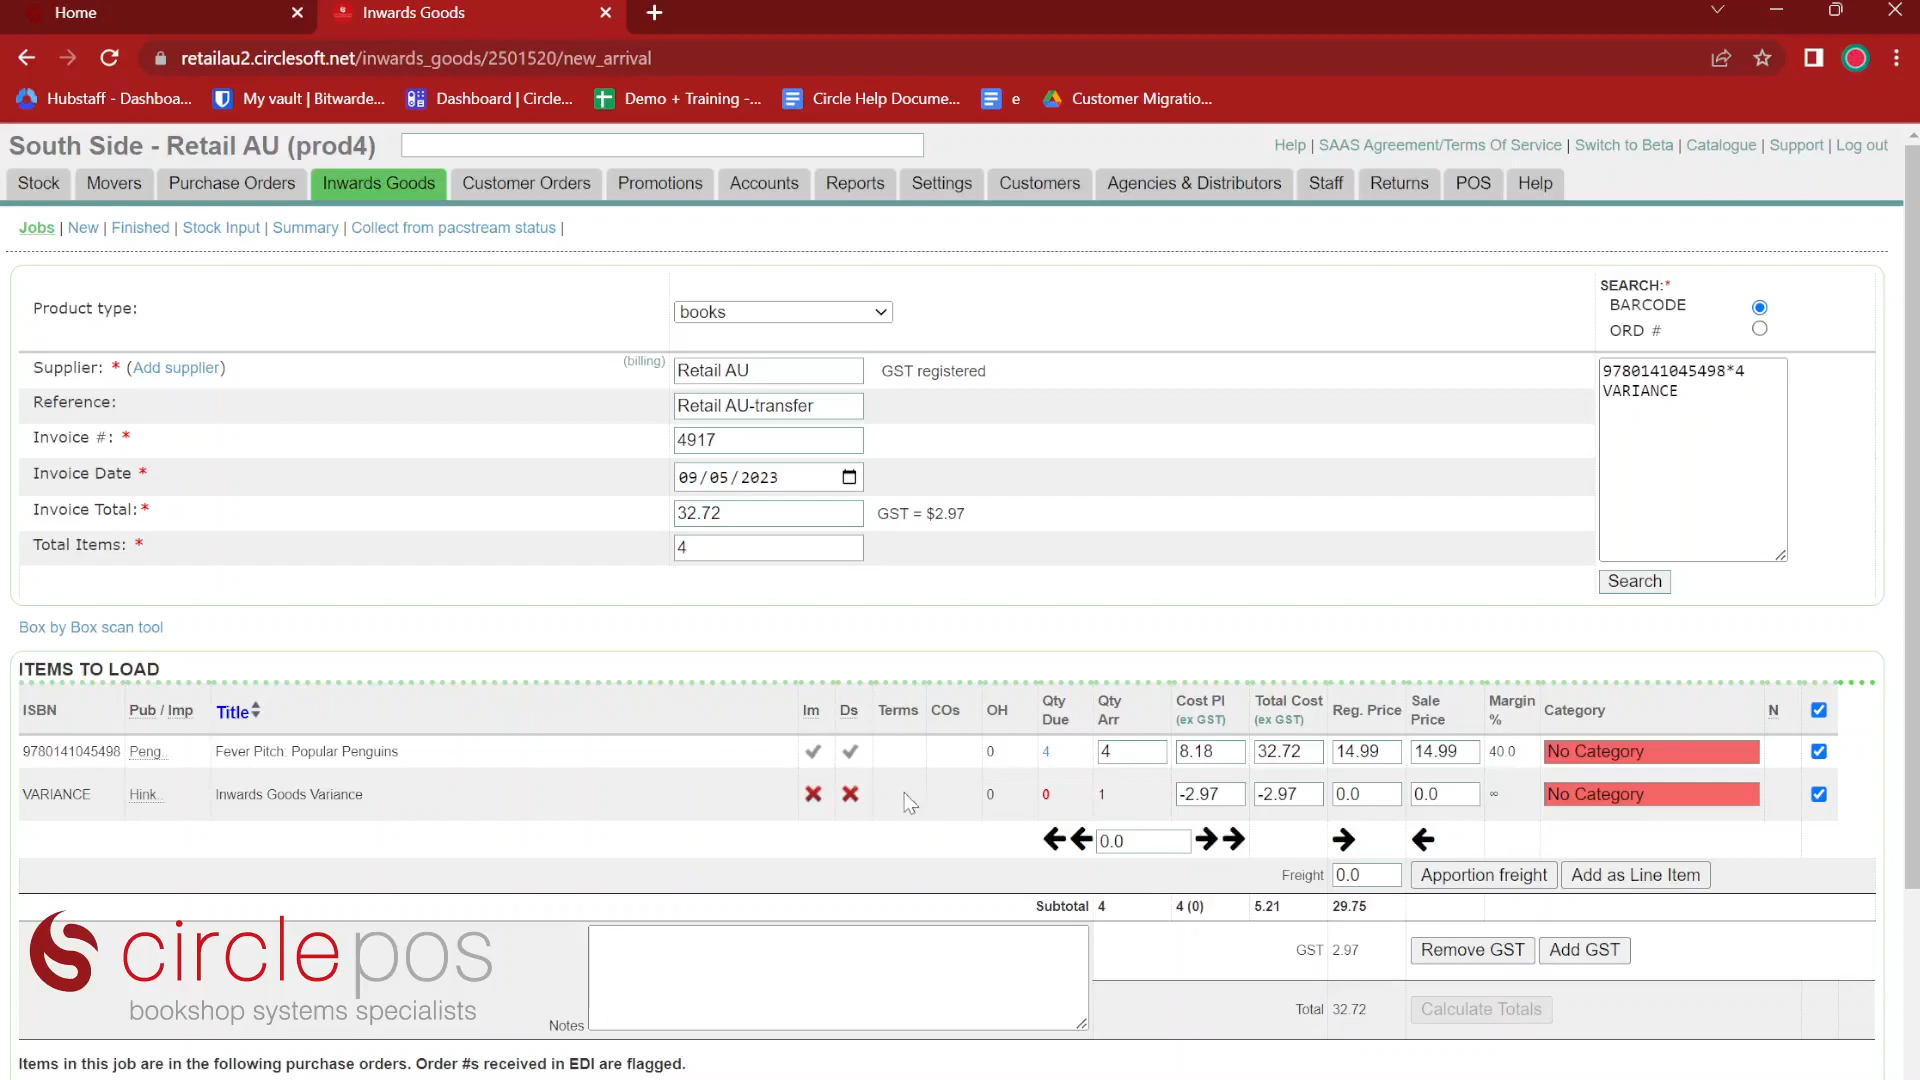 Home
Inwards Goods
retailau2.circlesoft.net/inwards_goods/2501520/new_arrival
Hubstaff - Dashboa... My vault | Bitwarde... Dashboard | Circle... Demo + Training -... Circle Help Docume... e Customer Migratio...
South Side - Retail AU (prod4)
Help | SAAS Agreement/Terms Of Service | Switch to Beta | Catalogue | Support | Log out
Stock Movers Purchase Orders Inwards Goods Customer Orders Promotions Accounts Reports Settings Customers Agencies & Distributors Staff Returns POS Help
Jobs | New | Finished | Stock Input | Summary | Collect from pacstream status |
Product type: books
SEARCH:*
BARCODE
ORD #
Supplier: * (Add supplier) (billing) Retail AU GST registered
Reference: Retail AU-transfer
Invoice #: * 4917
Invoice Date * 09/05/2023
Invoice Total:* 32.72 GST = $2.97
Total Items: * 4
9780141045498*4
VARIANCE
Search
Box by Box scan tool
ITEMS TO LOAD
ISBN Pub / Imp Title Im Ds Terms COs OH Qty Due Qty Arr Cost PI (ex GST) Total Cost (ex GST) Reg. Price Sale Price Margin % Category N
9780141045498 Peng.. Fever Pitch: Popular Penguins 0 4 4 8.18 32.72 14.99 14.99 40.0 No Category
VARIANCE Hink.. Inwards Goods Variance 0 0 1 -2.97 -2.97 0.0 0.0 ∞ No Category
0.0
Freight 0.0 Apportion freight Add as Line Item
Subtotal 4 4 (0) 5.21 29.75
GST 2.97 Remove GST Add GST
Total 32.72 Calculate Totals
circlepos
bookshop systems specialists
Notes
Items in this job are in the following purchase orders. Order #s received in EDI are flagged.